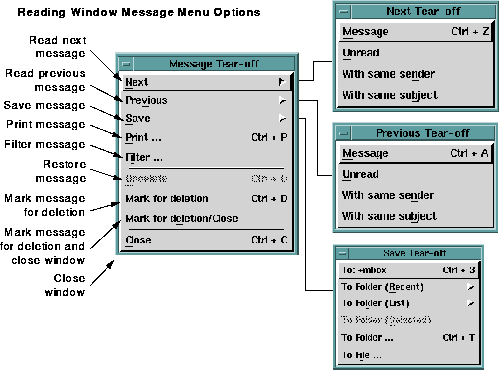 Reading Window Message Menu Options
Read next
message
Read previous
message
Save message
Print message
Filter message
Restore
message
Mark message
for deletion
Mark message
for deletion and
close window
Close
window
Message Tear-off
Next
Previous
Save
Print ... Ctrl + P
Filter ...
Undelete Ctrl + U
Mark for deletion Ctrl + D
Mark for deletion/Close
Close Ctrl + C
Next Tear-off
Message Ctrl + Z
Unread
With same sender
With same subject
Previous Tear-off
Message Ctrl + A
Unread
With same sender
With same subject
Save Tear-off
To: +mbox Ctrl + S
To Folder (Recent)
To Folder (List)
To Folder (Selected)
To Folder ... Ctrl + T
To File ...